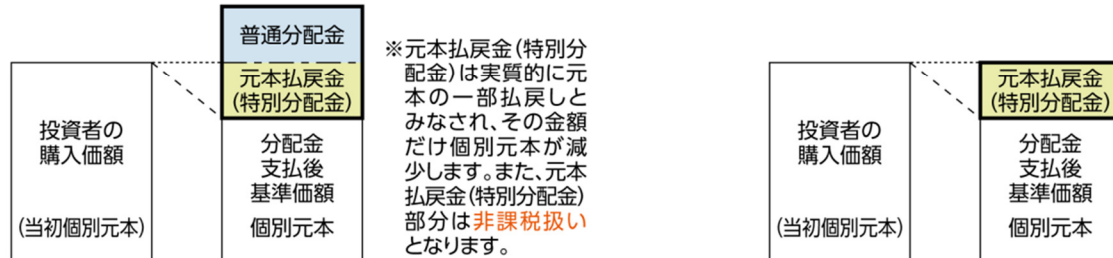 普通分配金
元本払戻金
(特別分配金)
投資者の
購入価額
(当初個別元本)
分配金
支払後
基準価額
個別元本
※元本払戻金(特別分
配金)は実質的に元
本の一部払戻しと
みなされ、その金額
だけ個別元本が減
少します。また、元本
払戻金(特別分配金)
部分は非課税扱い
となります。
投資者の
購入価額
(当初個別元本)
元本払戻金
(特別分配金)
分配金
支払後
基準価額
個別元本